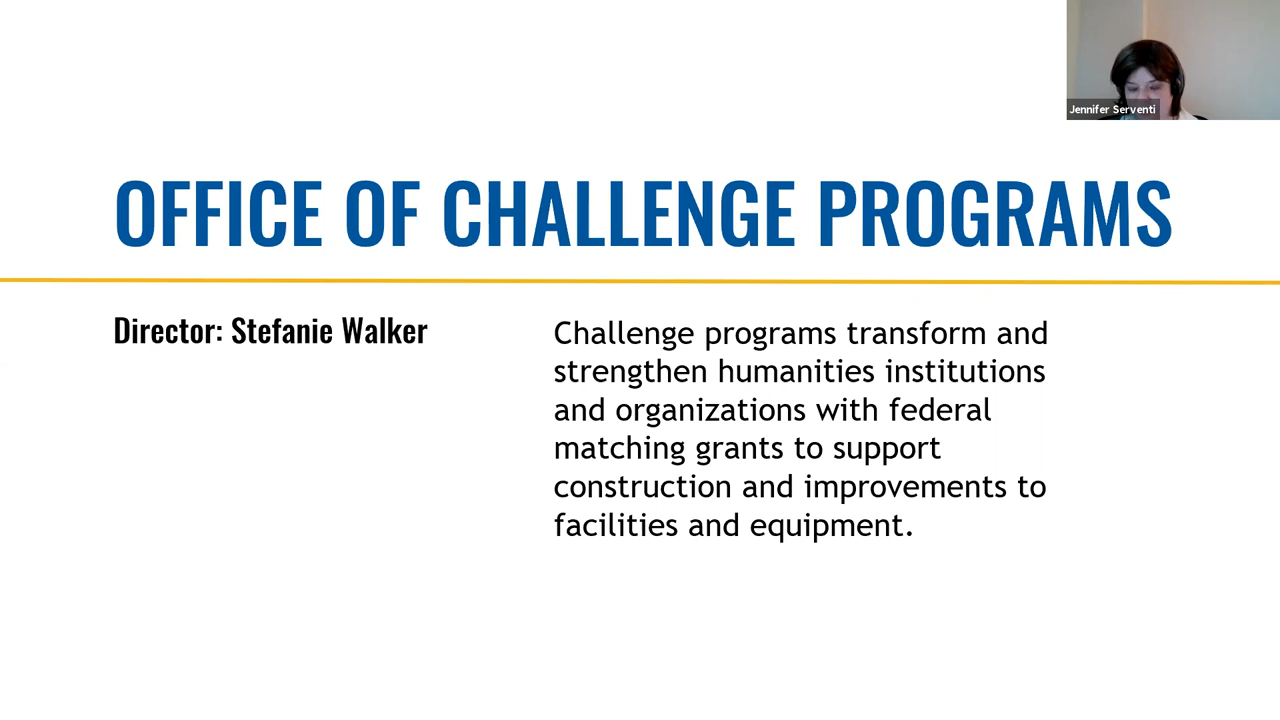 Jennifer Serventi
OFFICE OF CHALLENGE PROGRAMS
Director: Stefanie Walker
Challenge programs transform and
strengthen humanities institutions
and organizations with federal
matching grants to support
construction and improvements to
facilities and equipment.